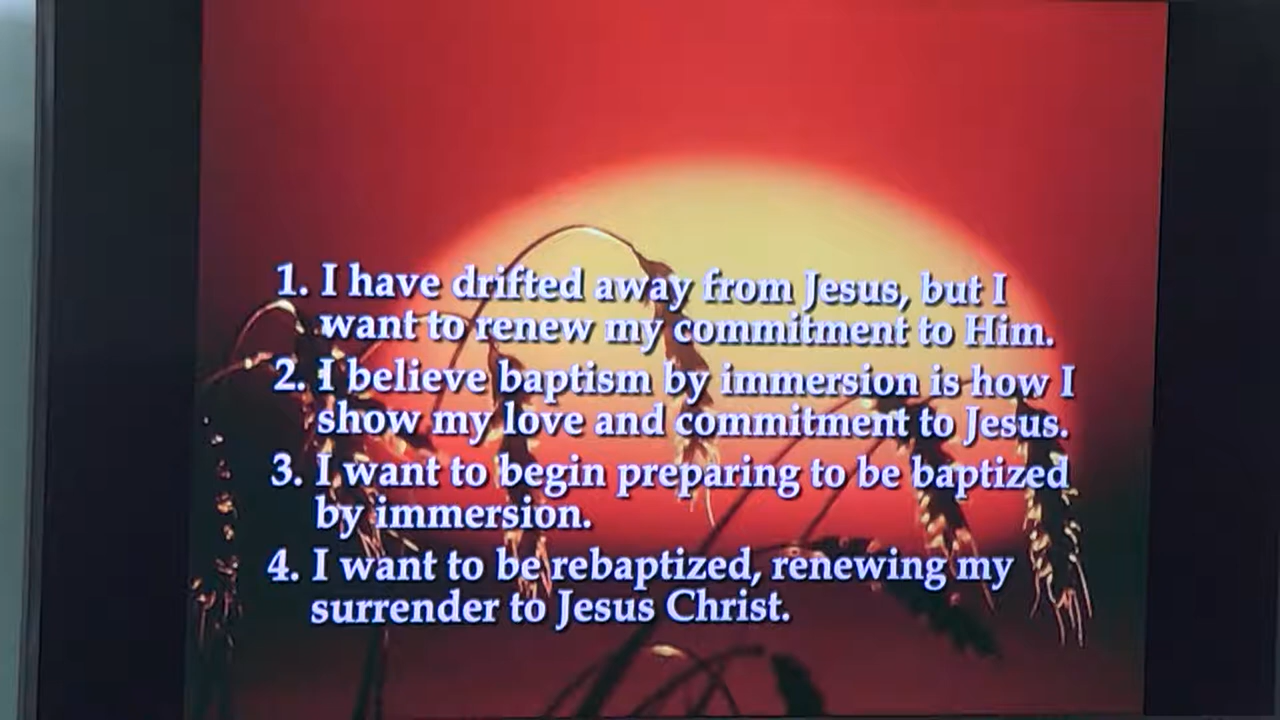 1. I have drifted away from Jesus, but I
want to renew my commitment to Him.
2. I believe baptism by immersion is how I
show my love and commitment to Jesus.
3. I want to begin preparing to be baptized
by immersion.
4. I want to be rebaptized, renewing my
surrender to Jesus Christ.